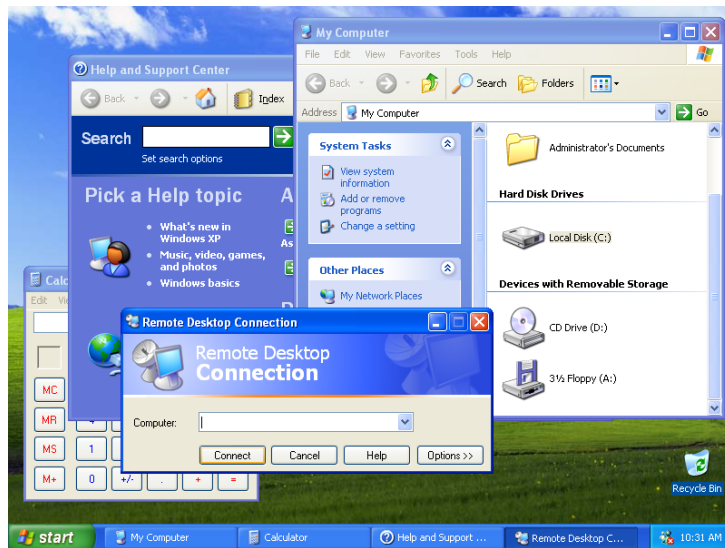 My Computer
File Edit View Favorites Tools Help
Back Search Folders
Address My Computer Go
System Tasks
View system
information
Add or remove
programs
Change a setting
Other Places
My Network Places
Administrator's Documents
Hard Disk Drives
Local Disk (C:)
Devices with Removable Storage
CD Drive (D:)
3½ Floppy (A:)
Help and Support Center
Back Index
Search
Set search options
Pick a Help topic
A
What's new in
Windows XP
As
Music, video, games,
and photos
Windows basics
Calc
Edit
MC
MR
MS 1
M+ 0 +/- . + =
Remote Desktop Connection
Remote Desktop
Connection
Computer:
Connect Cancel Help Options >>
Recycle Bin
start My Computer Calculator Help and Support ... Remote Desktop C... 10:31 AM